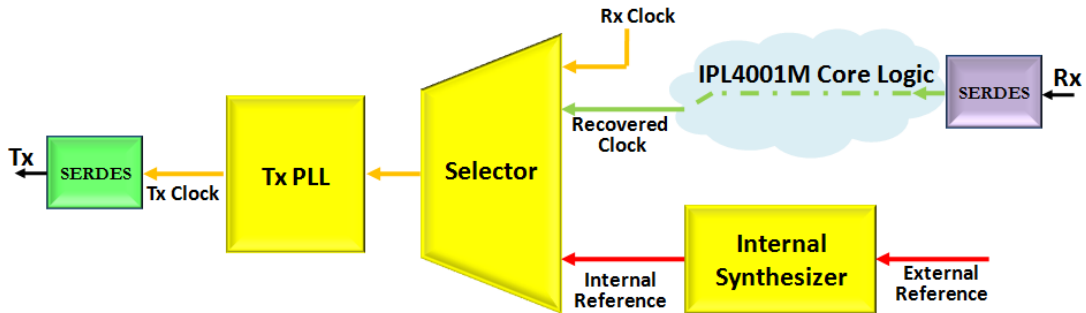 Rx Clock
IPL4001M Core Logic
Rx
SERDES
Recovered
Clock
Selector
Tx PLL
Tx
SERDES
Tx Clock
Internal
Synthesizer
Internal
Reference
External
Reference